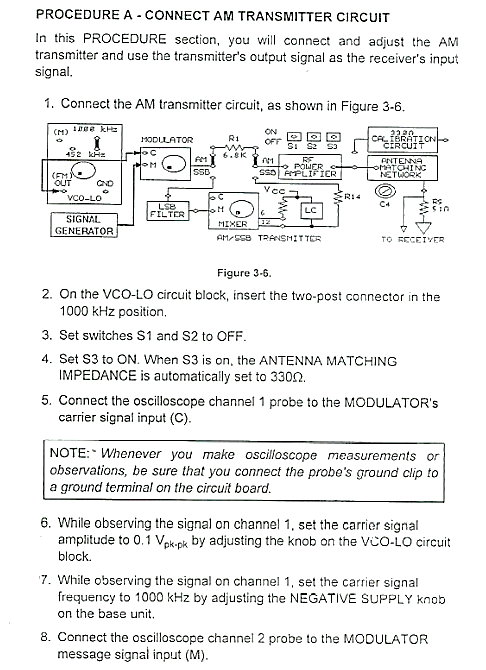 PROCEDURE A - CONNECT AM TRANSMITTER CIRCUIT
In this PROCEDURE section, you will connect and adjust the AM
transmitter and use the transmitter's output signal as the receiver's input
signal.
1. Connect the AM transmitter circuit, as shown in Figure 3-6.
(M) 1000 kHz
452 kHz
(FM)
OUT GND
VCO-LO
SIGNAL
GENERATOR
MODULATOR
C
M
R1
6.8K
AM
SSB
LSB
FILTER
C
M
MIXER
6
12
ON
OFF
S1 S2 S3
AM
SSB
RF
POWER
AMPLIFIER
VCC
LC
R14
330Ω
CALIBRATION
CIRCUIT
ANTENNA
MATCHING
NETWORK
C4
R5
51Ω
AM/SSB TRANSMITTER
TO RECEIVER
Figure 3-6.
2. On the VCO-LO circuit block, insert the two-post connector in the
1000 kHz position.
3. Set switches S1 and S2 to OFF.
4. Set S3 to ON. When S3 is on, the ANTENNA MATCHING
IMPEDANCE is automatically set to 330Ω.
5. Connect the oscilloscope channel 1 probe to the MODULATOR's
carrier signal input (C).
NOTE: Whenever you make oscilloscope measurements or
observations, be sure that you connect the probe's ground clip to
a ground terminal on the circuit board.
6. While observing the signal on channel 1, set the carrier signal
amplitude to 0.1 Vpk-pk by adjusting the knob on the VCO-LO circuit
block.
7. While observing the signal on channel 1, set the carrier signal
frequency to 1000 kHz by adjusting the NEGATIVE SUPPLY knob
on the base unit.
8. Connect the oscilloscope channel 2 probe to the MODULATOR
message signal input (M).